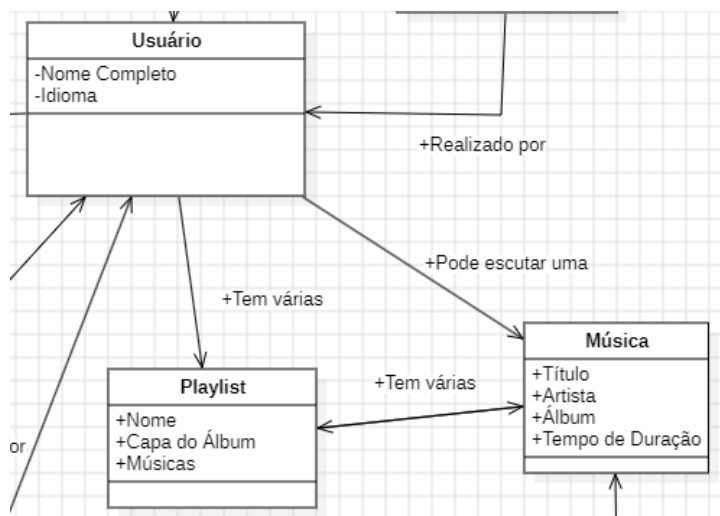 Usuário
-Nome Completo
-Idioma
+Realizado por
+Pode escutar uma
+Tem várias
Música
+Título
+Artista
+Álbum
+Tempo de Duração
+Tem várias
Playlist
+Nome
+Capa do Álbum
+Músicas
or